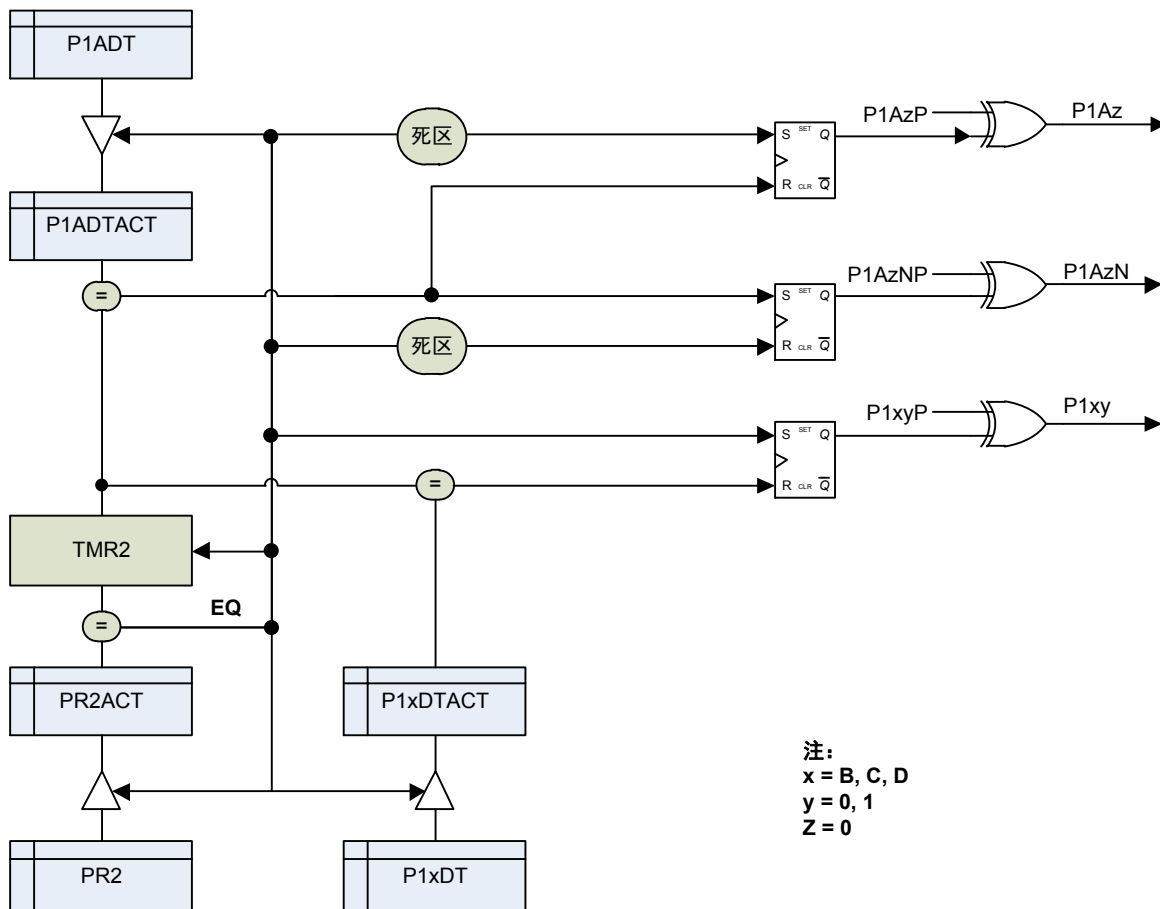 P1ADT
死区
S SET Q
R CLR Q
P1AzP
P1Az
P1ADTACT
=
P1AzNP
P1AzN
S SET Q
R CLR Q
死区
P1xyP
P1xy
S SET Q
R CLR Q
=
TMR2
EQ
=
PR2ACT
P1xDTACT
注：
x = B, C, D
y = 0, 1
Z = 0
PR2
P1xDT